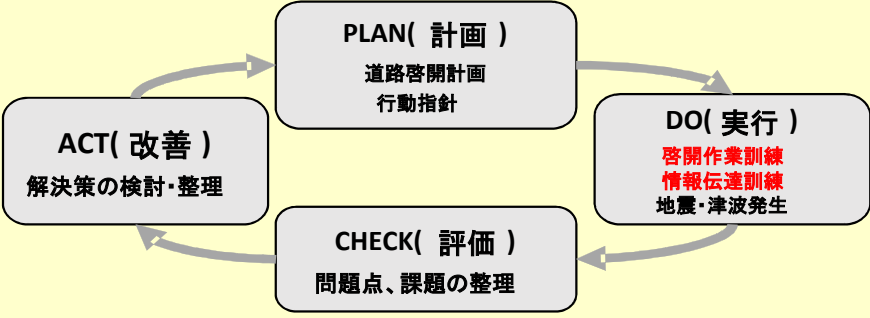 PLAN( 計画 )
道路啓開計画
行動指針
DO( 実行 )
啓開作業訓練
情報伝達訓練
地震・津波発生
CHECK( 評価 )
問題点、課題の整理
ACT( 改善 )
解決策の検討・整理